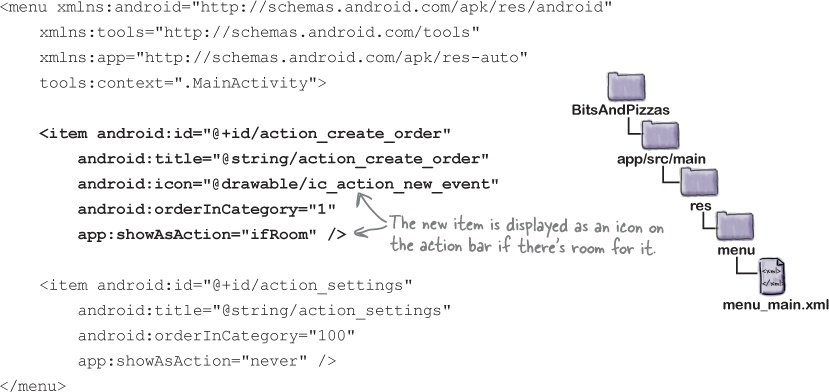 <menu xmlns:android="http://schemas.android.com/apk/res/android"
xmlns:tools="http://schemas.android.com/tools"
xmlns:app="http://schemas.android.com/apk/res-auto"
tools:context=".MainActivity">
<item android:id="@+id/action_create_order"
android:title="@string/action_create_order"
android:icon="@drawable/ic_action_new_event"
android:orderInCategory="1"
app:showAsAction="ifRoom" />
The new item is displayed as an icon on
the action bar if there's room for it.
<item android:id="@+id/action_settings"
android:title="@string/action_settings"
android:orderInCategory="100"
app:showAsAction="never" />
</menu>
BitsAndPizzas
app/src/main
res
menu
<xml>
</xml>
menu_main.xml